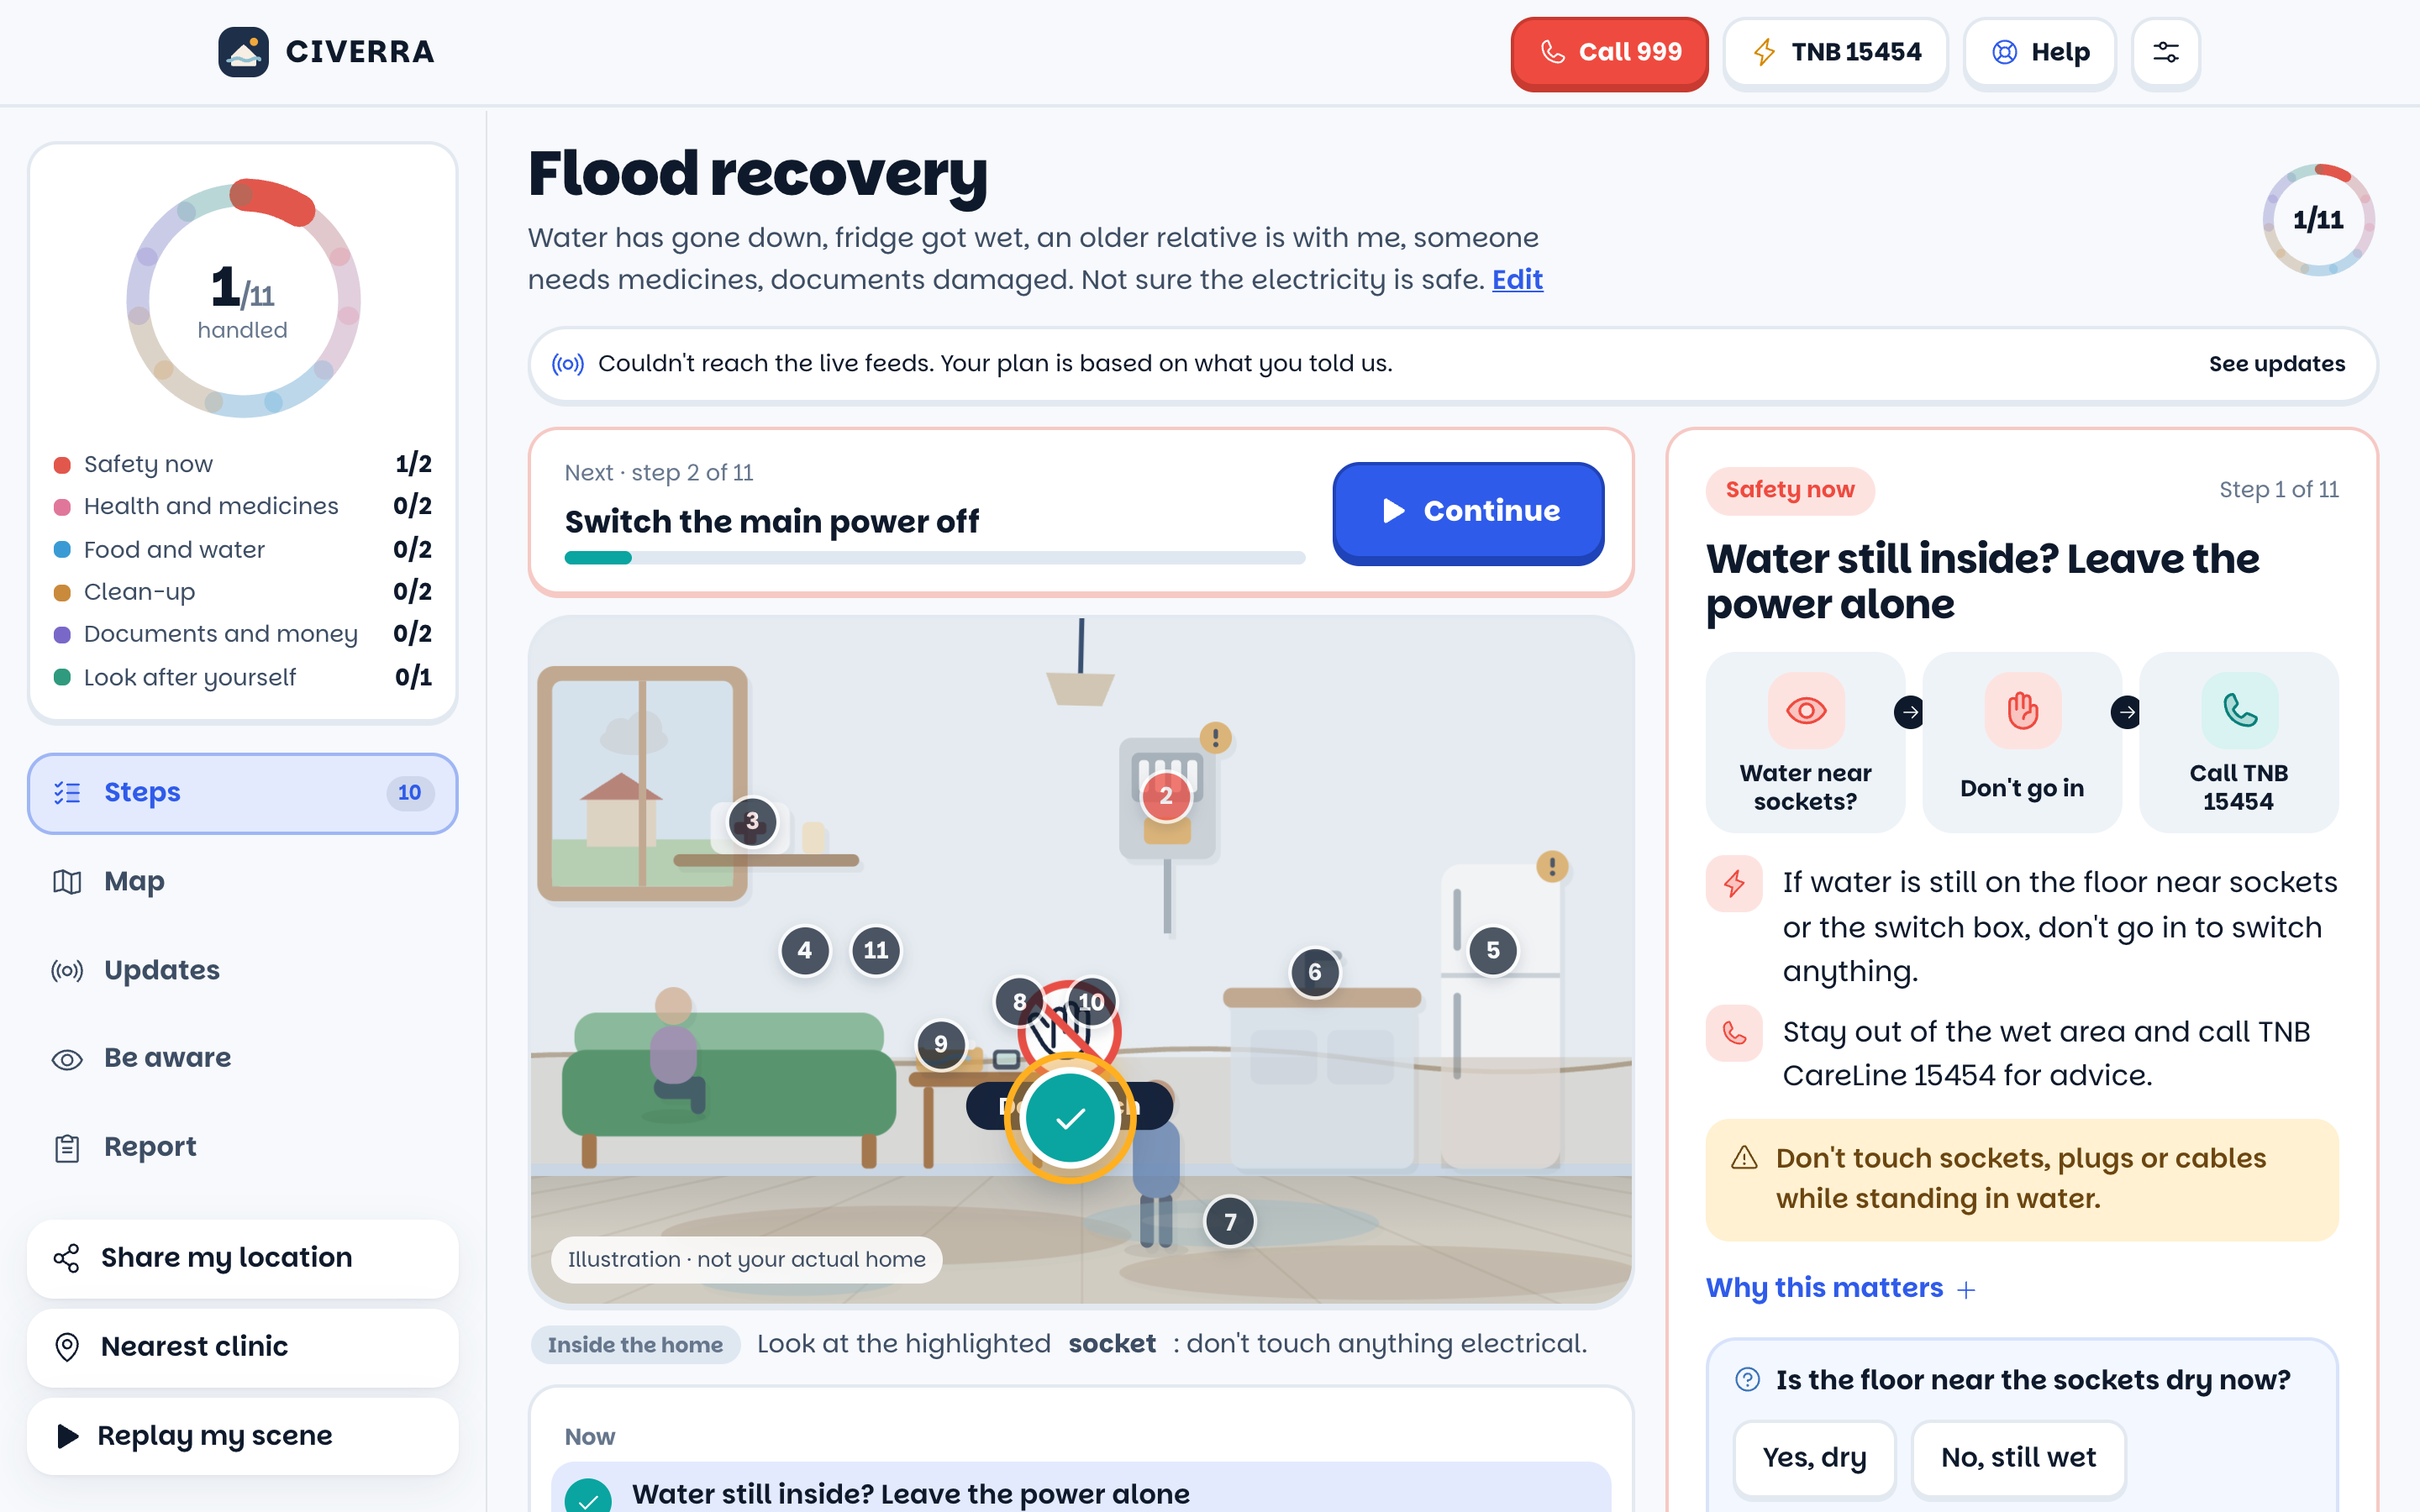 CIVERRA
Call 999
TNB 15454
Help
1/11
handled
Safety now 1/2
Health and medicines 0/2
Food and water 0/2
Clean-up 0/2
Documents and money 0/2
Look after yourself 0/1
Steps 10
Map
Updates
Be aware
Report
Share my location
Nearest clinic
Replay my scene
Flood recovery
Water has gone down, fridge got wet, an older relative is with me, someone
needs medicines, documents damaged. Not sure the electricity is safe. Edit
1/11
Couldn't reach the live feeds. Your plan is based on what you told us.
See updates
Next · step 2 of 11
Switch the main power off
Continue
2
3
4
11
5
6
8
10
9
7
Illustration · not your actual home
Inside the home Look at the highlighted socket : don't touch anything electrical.
Now
Water still inside? Leave the power alone
Safety now
Step 1 of 11
Water still inside? Leave the
power alone
Water near
sockets?
Don't go in
Call TNB
15454
If water is still on the floor near sockets
or the switch box, don't go in to switch
anything.
Stay out of the wet area and call TNB
CareLine 15454 for advice.
Don't touch sockets, plugs or cables
while standing in water.
Why this matters
Is the floor near the sockets dry now?
Yes, dry
No, still wet